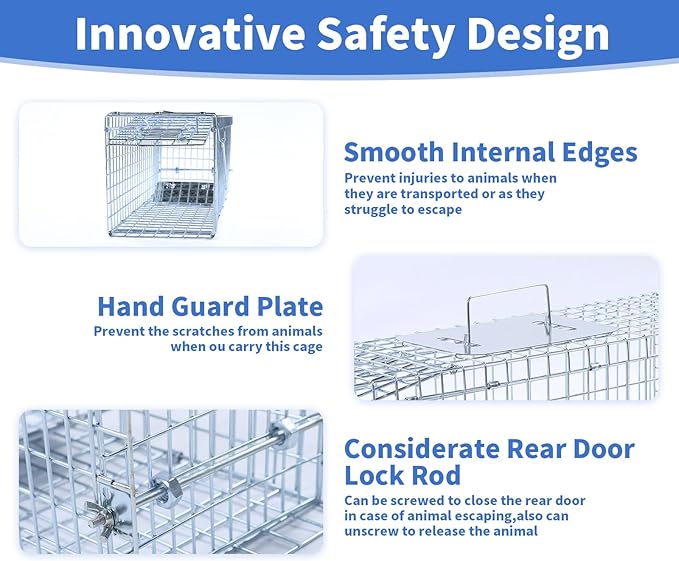 Innovative Safety Design
Smooth Internal Edges
Prevent injuries to animals when
they are transported or as they
struggle to escape
Hand Guard Plate
Prevent the scratches from animals
when ou carry this cage
Considerate Rear Door
Lock Rod
Can be screwed to close the rear door
in case of animal escaping,also can
unscrew to release the animal